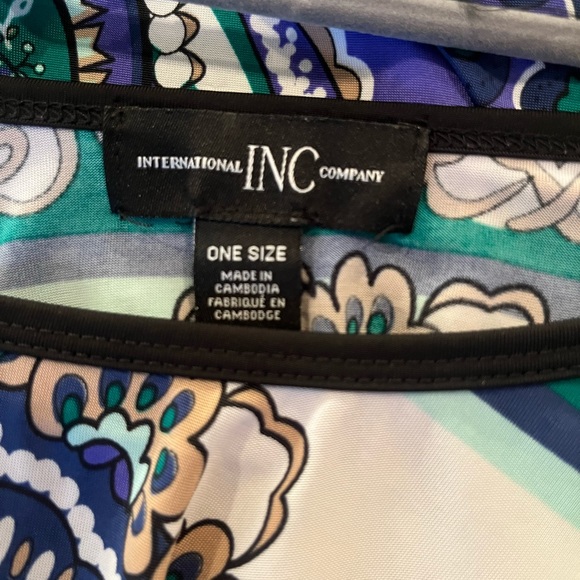 INTERNATIONAL INC COMPANY
ONE SIZE
MADE IN
CAMBODIA
FABRIQUÉ EN
CAMBODGE